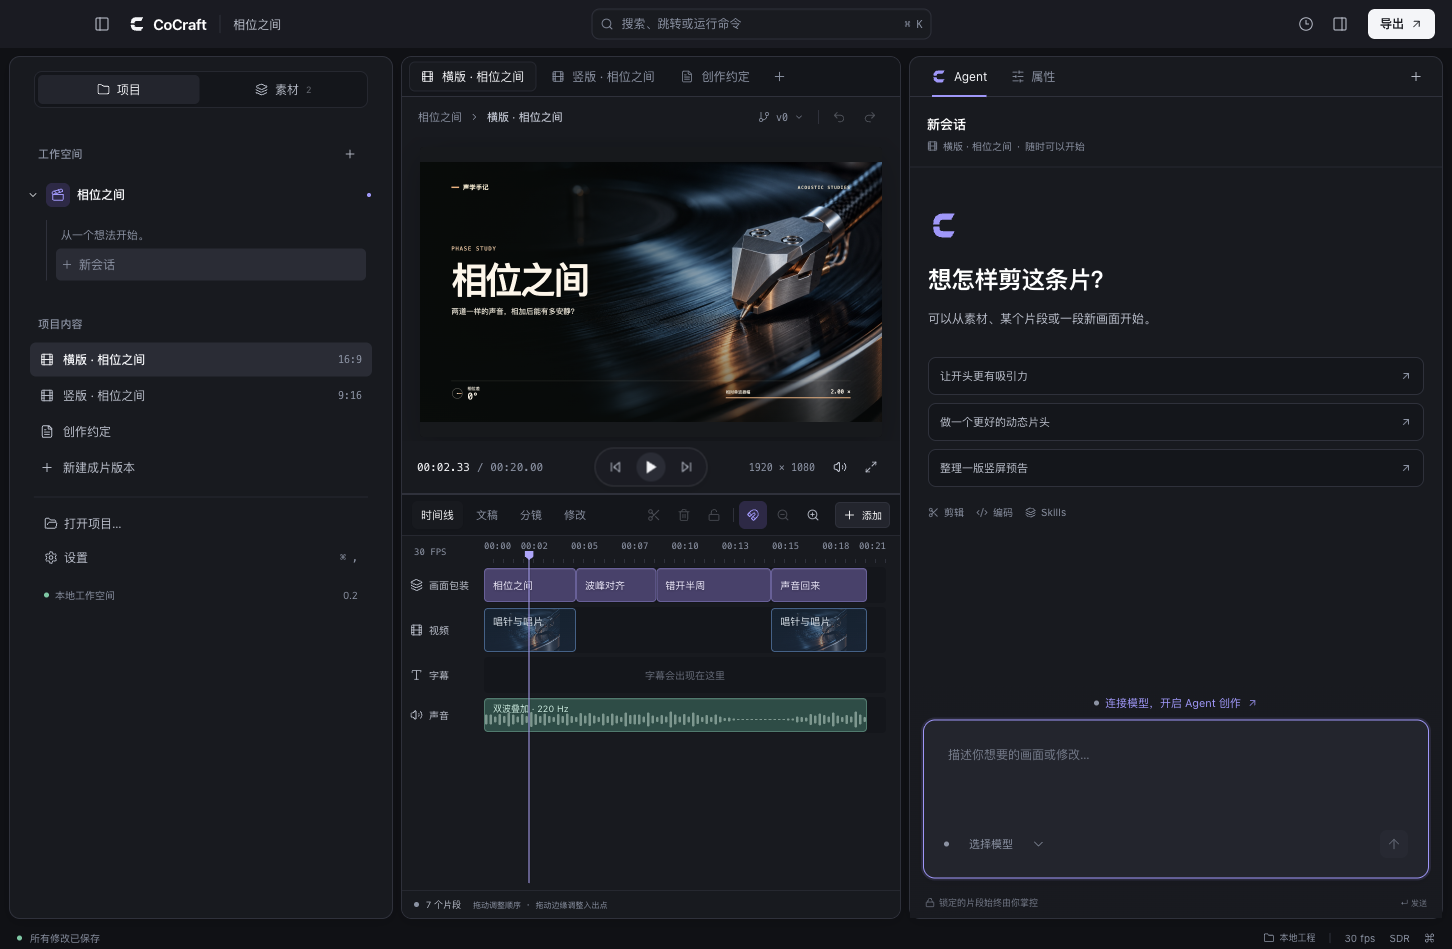 CoCraft
相位之间
搜索、跳转或运行命令
⌘ K
导出
项目
素材 2
工作空间
相位之间
从一个想法开始。
新会话
项目内容
横版 · 相位之间 16:9
竖版 · 相位之间 9:16
创作约定
新建成片版本
打开项目...
设置 ⌘ ,
本地工作空间 0.2
横版 · 相位之间
竖版 · 相位之间
创作约定
相位之间 > 横版 · 相位之间
v0
声学手记
ACOUSTIC STUDIES
PHASE STUDY
相位之间
两道一样的声音，相加后能有多安静？
相位差
0°
2.00 ×
00:02.33 / 00:20.00
1920 × 1080
时间线
文稿
分镜
修改
添加
30 FPS
00:00 00:02 00:05 00:07 00:10 00:13 00:15 00:18 00:21
画面包装
相位之间
波峰对齐
错开半周
声音回来
视频
唱针与唱片
唱针与唱片
字幕
字幕会出现在这里
声音
双波叠加 · 220 Hz
7 个片段 拖动调整顺序 · 拖动边缘调整入出点
Agent
属性
新会话
横版 · 相位之间 · 随时可以开始
想怎样剪这条片？
可以从素材、某个片段或一段新画面开始。
让开头更有吸引力
做一个更好的动态片头
整理一版竖屏预告
剪辑
编码
Skills
连接模型，开启 Agent 创作
描述你想要的画面或修改...
选择模型
锁定的片段始终由你掌控
发送
所有修改已保存
本地工程
30 fps
SDR